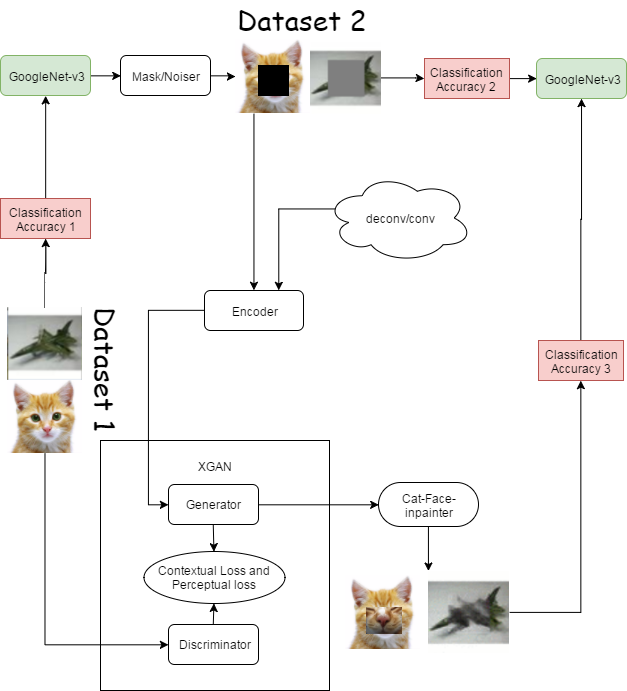 Dataset 2
GoogleNet-v3
Mask/Noiser
Classification
Accuracy 2
GoogleNet-v3
Classification
Accuracy 1
deconv/conv
Encoder
Dataset 1
Classification
Accuracy 3
XGAN
Generator
Cat-Face-
inpainter
Contextual Loss and
Perceptual loss
Discriminator